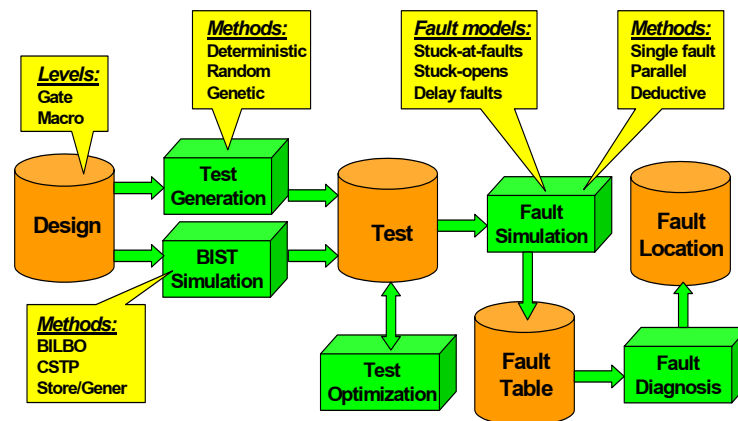 Levels:
Gate
Macro
Methods:
Deterministic
Random
Genetic
Fault models:
Stuck-at-faults
Stuck-opens
Delay faults
Methods:
Single fault
Parallel
Deductive
Design
Test
Generation
BIST
Simulation
Methods:
BILBO
CSTP
Store/Gener
Test
Test
Optimization
Fault
Simulation
Fault
Table
Fault
Diagnosis
Fault
Location